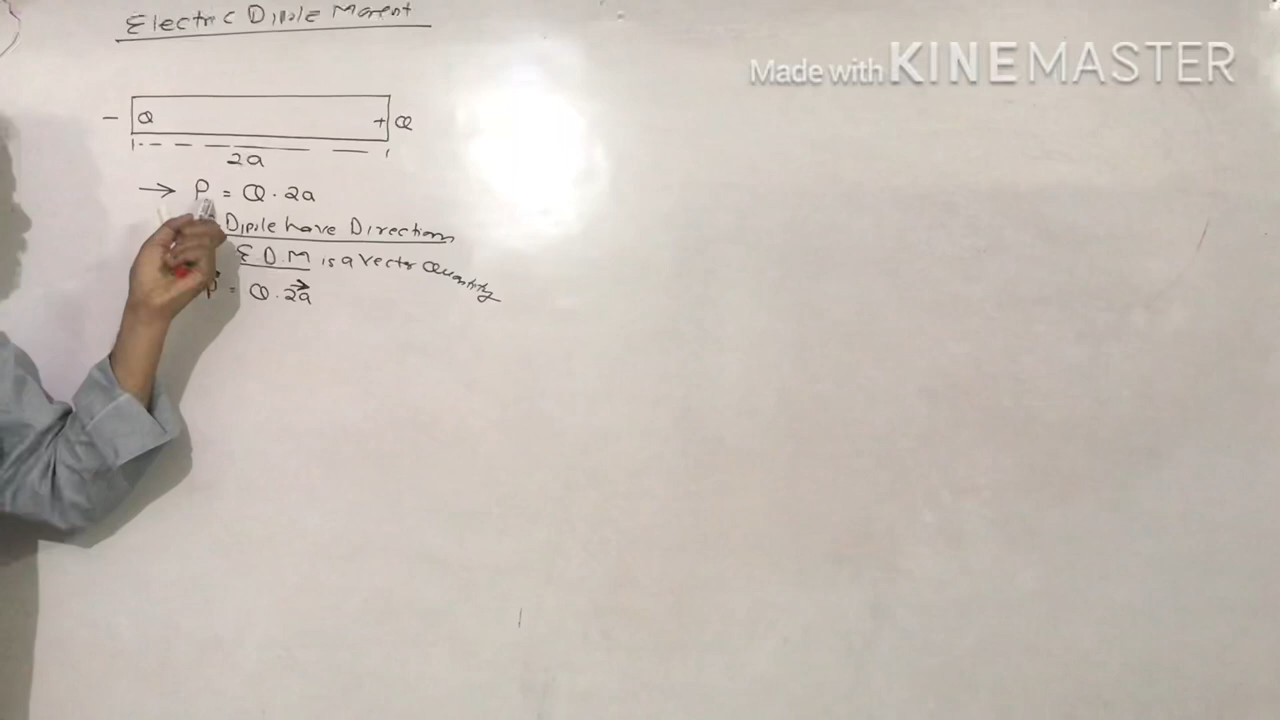 Electric Dipole Moment
Made with KINEMASTER
- Q + Q
2a
→ P = Q . 2a
Dipole have Direction
E.D.M is a vector Quantity
P⃗ = Q . 2a⃗